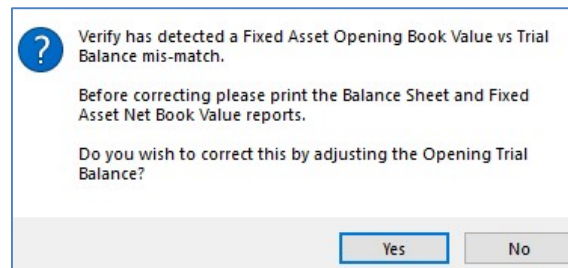 Verify has detected a Fixed Asset Opening Book Value vs Trial
Balance mis-match.
Before correcting please print the Balance Sheet and Fixed
Asset Net Book Value reports.
Do you wish to correct this by adjusting the Opening Trial
Balance?
Yes No